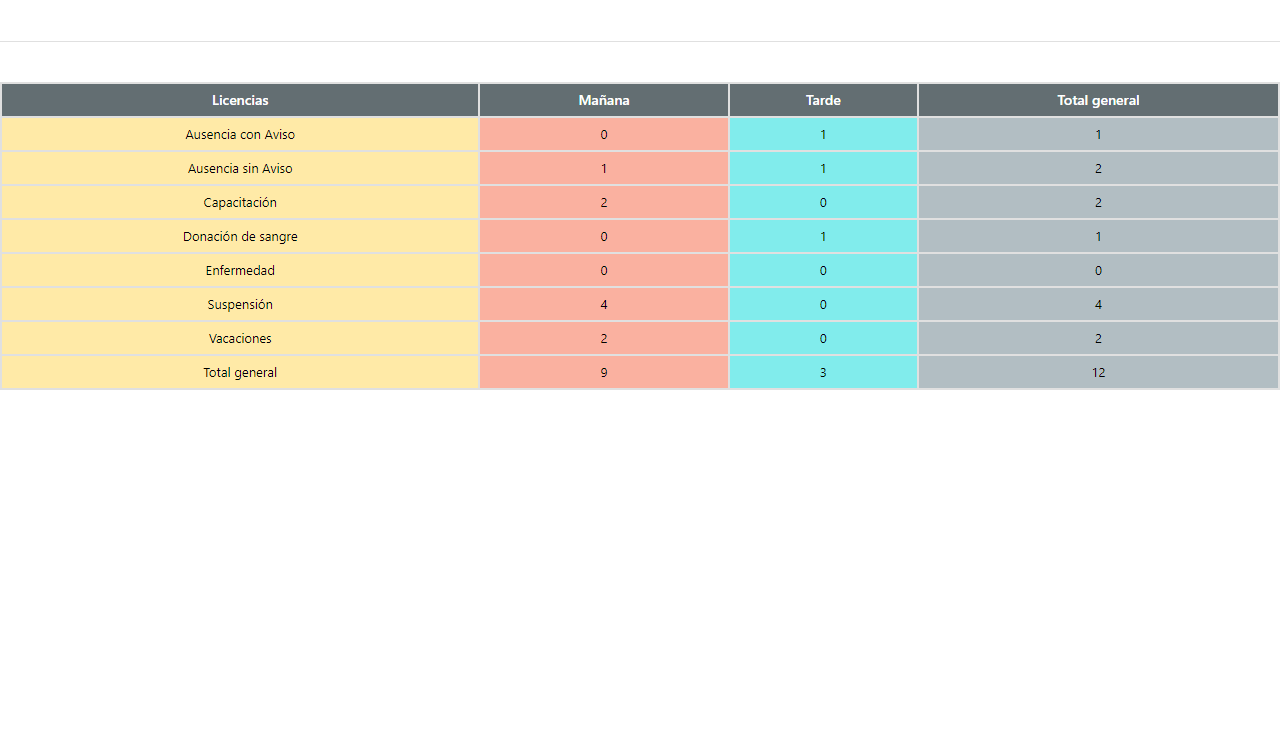 Licencias Mañana Tarde Total general
Ausencia con Aviso 0 1 1
Ausencia sin Aviso 1 1 2
Capacitación 2 0 2
Donación de sangre 0 1 1
Enfermedad 0 0 0
Suspensión 4 0 4
Vacaciones 2 0 2
Total general 9 3 12